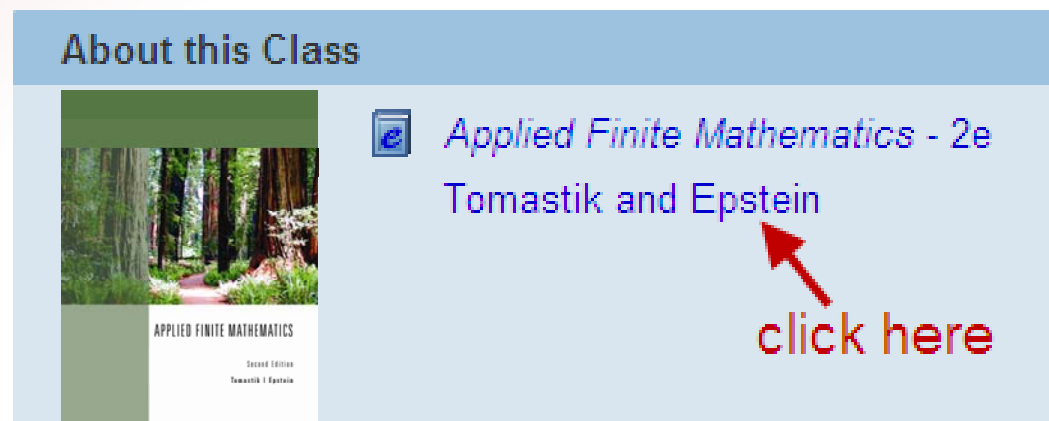 About this Class
Applied Finite Mathematics - 2e
Tomastik and Epstein
click here
APPLIED FINITE MATHEMATICS
Second Edition
Tomastik | Epstein